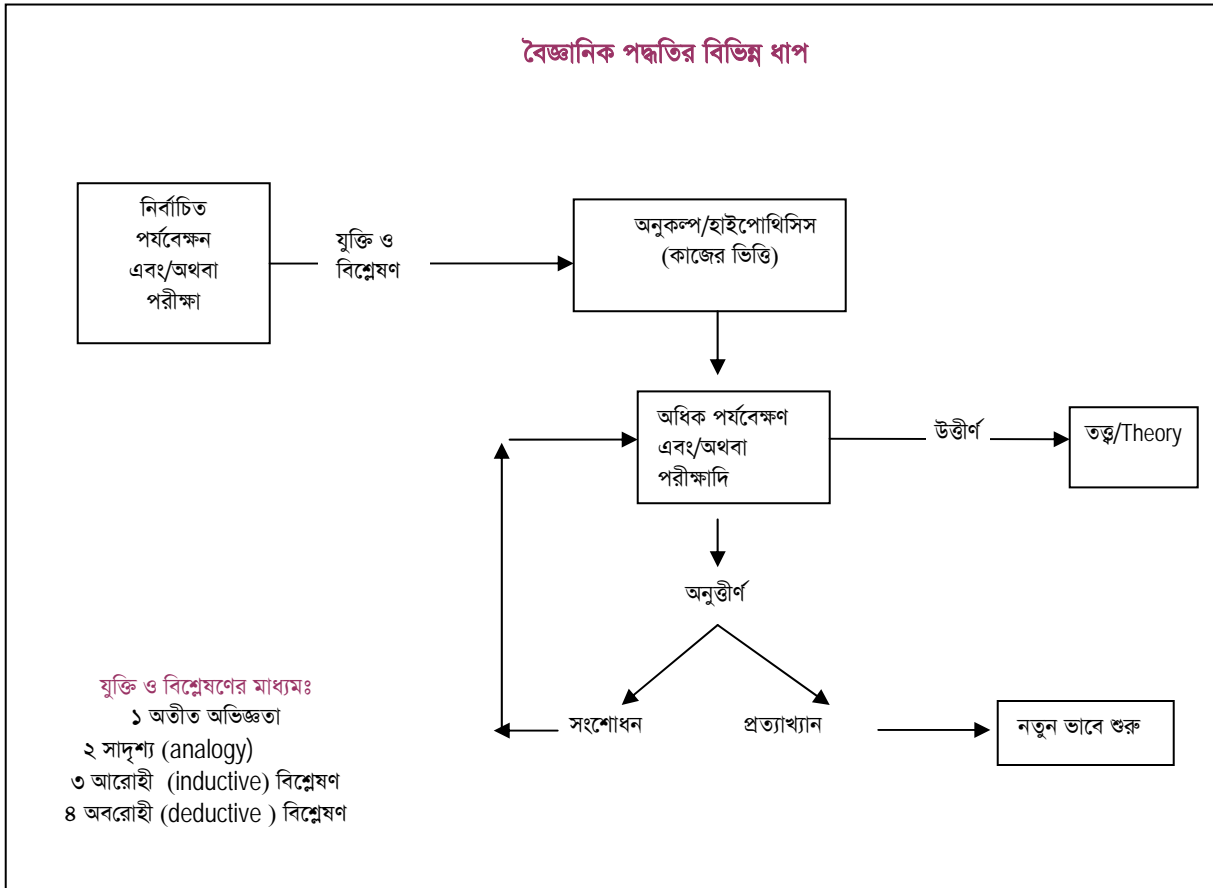 বৈজ্ঞানিক পদ্ধতির বিভিন্ন ধাপ
নির্বাচিত
পর্যবেক্ষন
এবং/অথবা
পরীক্ষা
যুক্তি ও
বিশ্লেষণ
অনুকল্প/হাইপোথিসিস
(কাজের ভিত্তি)
অধিক পর্যবেক্ষণ
এবং/অথবা
পরীক্ষাদি
উত্তীর্ণ
তত্ত্ব/Theory
অনুত্তীর্ণ
সংশোধন
প্রত্যাখ্যান
নতুন ভাবে শুরু
যুক্তি ও বিশ্লেষণের মাধ্যমঃ
১ অতীত অভিজ্ঞতা
২ সাদৃশ্য (analogy)
৩ আরোহী (inductive) বিশ্লেষণ
৪ অবরোহী (deductive ) বিশ্লেষণ